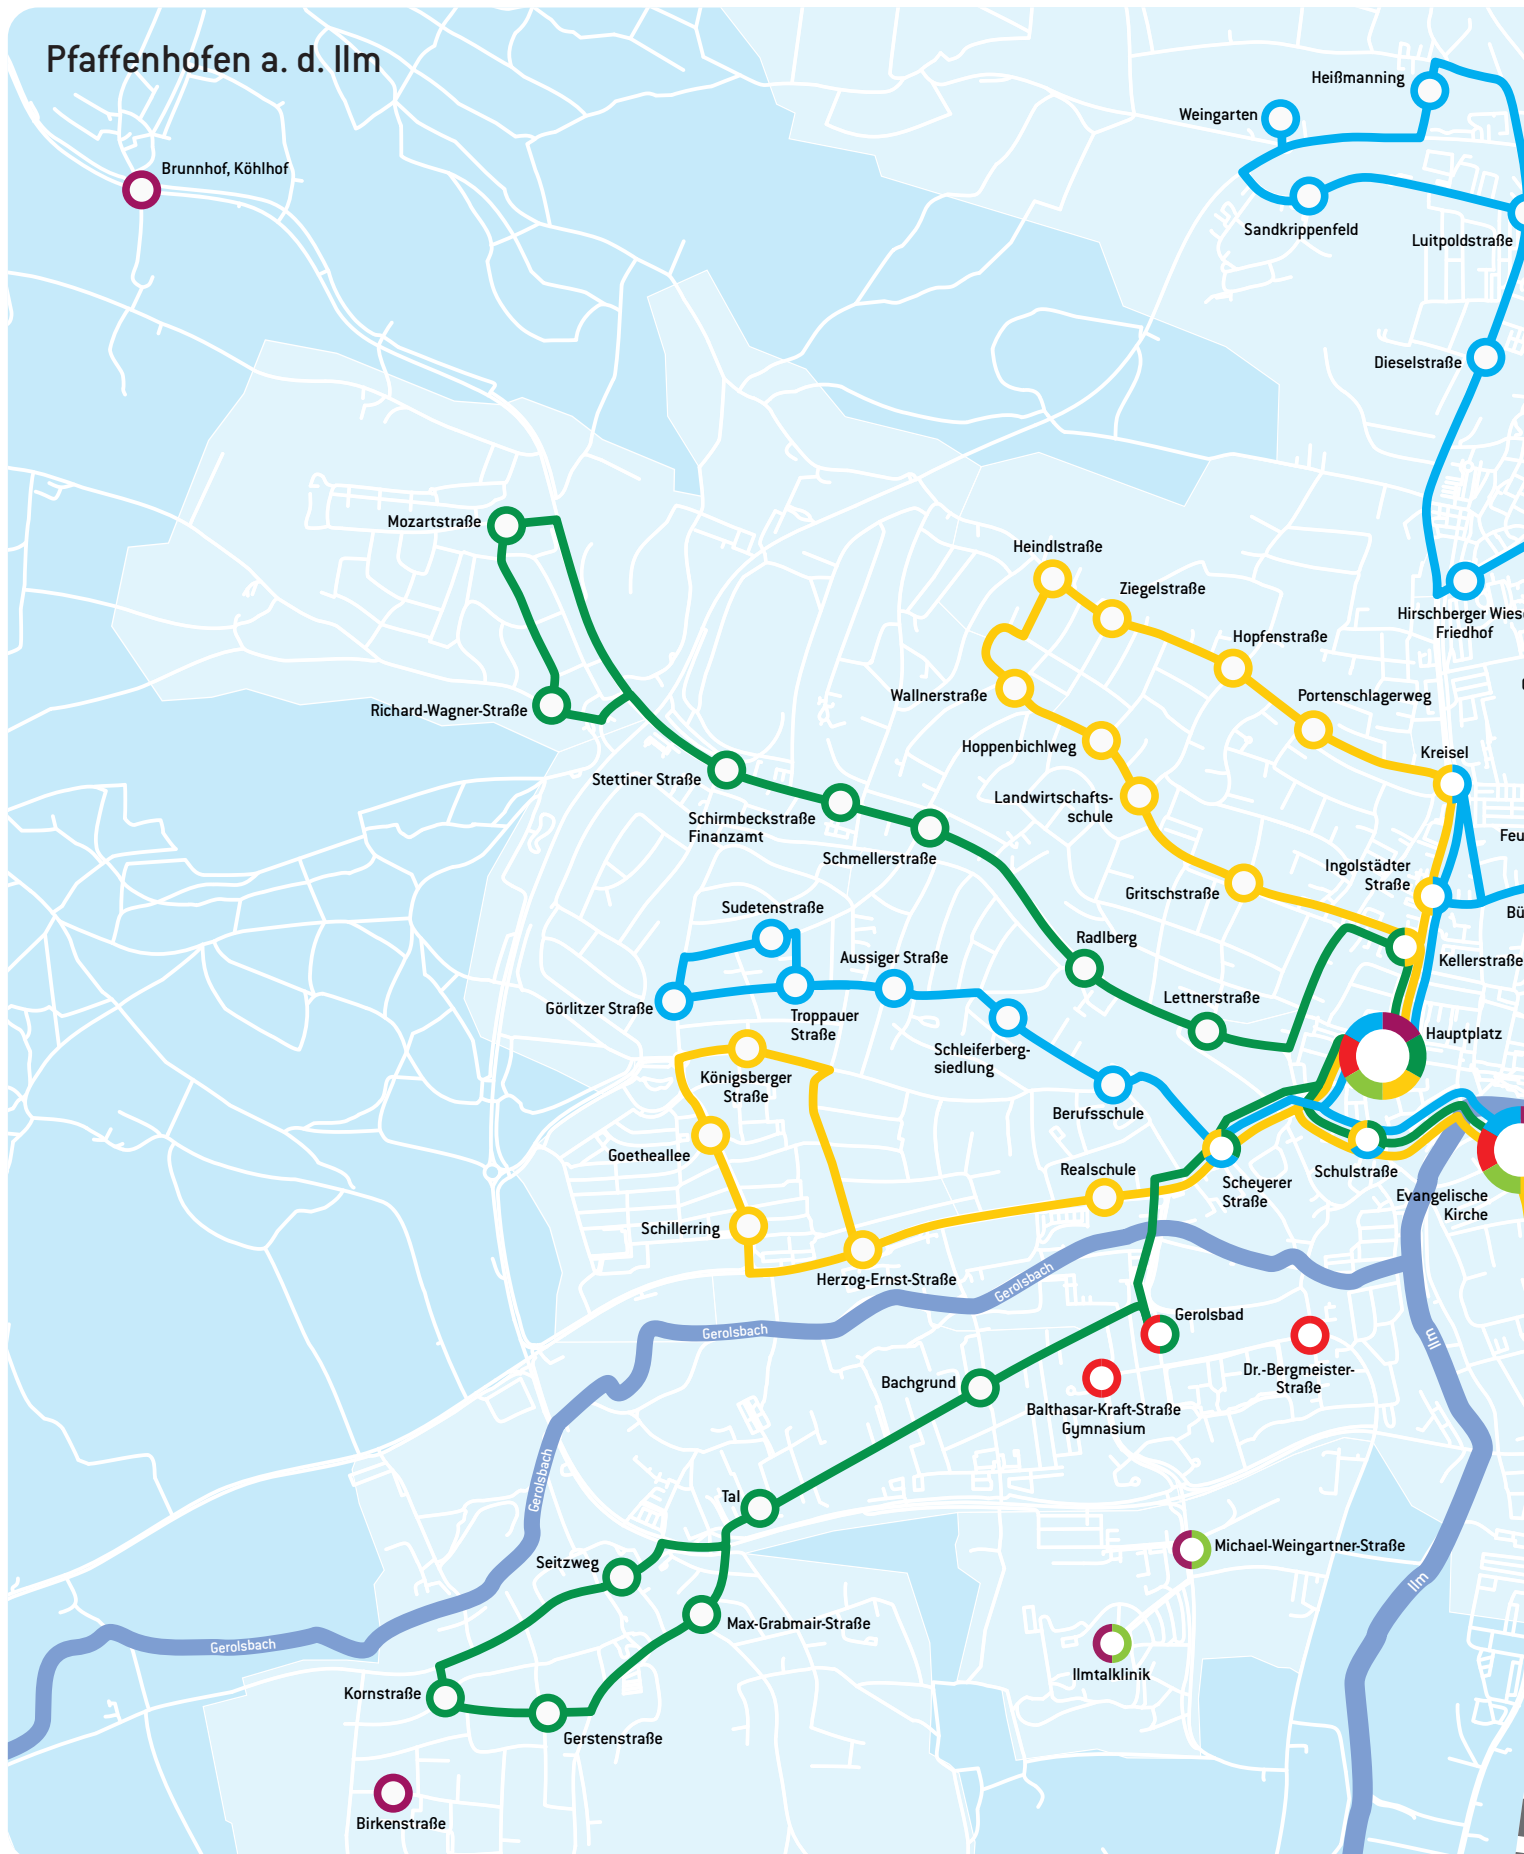 Pfaffenhofen a. d. Ilm
Heißmanning
Weingarten
Brunnhof, Köhlhof
Sandkrippenfeld
Luitpoldstraße
Dieselstraße
Mozartstraße
Heindlstraße
Ziegelstraße
Hirschberger Wiese
Friedhof
Hopfenstraße
Wallnerstraße
Portenschlagerweg
Richard-Wagner-Straße
Hoppenbichlweg
Kreisel
Stettiner Straße
Landwirtschafts-
schule
Schirmbeckstraße
Finanzamt
Feu
Schmellerstraße
Ingolstädter
Straße
Gritschstraße
Sudetenstraße
Bü
Radlberg
Aussiger Straße
Kellerstraße
Lettnerstraße
Görlitzer Straße
Troppauer
Straße
Hauptplatz
Schleiferberg-
siedlung
Königsberger
Straße
Berufsschule
Goetheallee
Realschule
Schulstraße
Scheyerer
Straße
Evangelische
Kirche
Schillerring
Herzog-Ernst-Straße
Gerolsbach
Gerolsbad
Gerolsbach
Ilm
Dr.-Bergmeister-
Straße
Bachgrund
Balthasar-Kraft-Straße
Gymnasium
Gerolsbach
Tal
Michael-Weingartner-Straße
Seitzweg
Ilm
Max-Grabmair-Straße
Gerolsbach
Ilmtalklinik
Kornstraße
Gerstenstraße
Birkenstraße